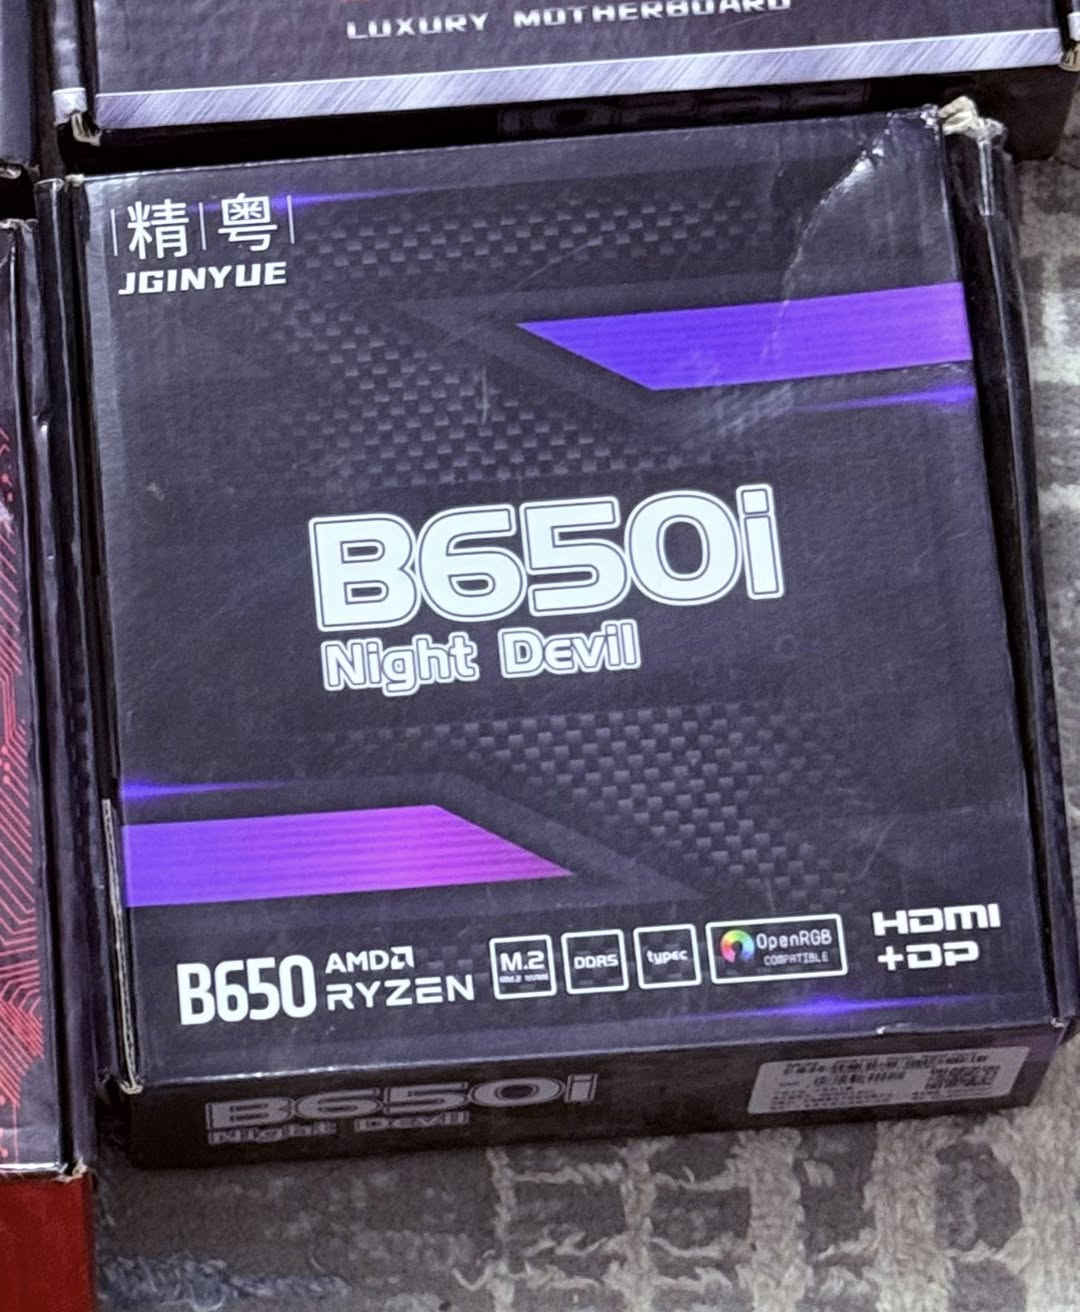 LUXURY MOTHERBOARD
精 粤
JGINYUE
B650i
Night Devil
B650 AMD RYZEN
M.2
DDR5
typec
OpenRGB
COMPATIBLE
HDMI
+DP
B650i
Night Devil